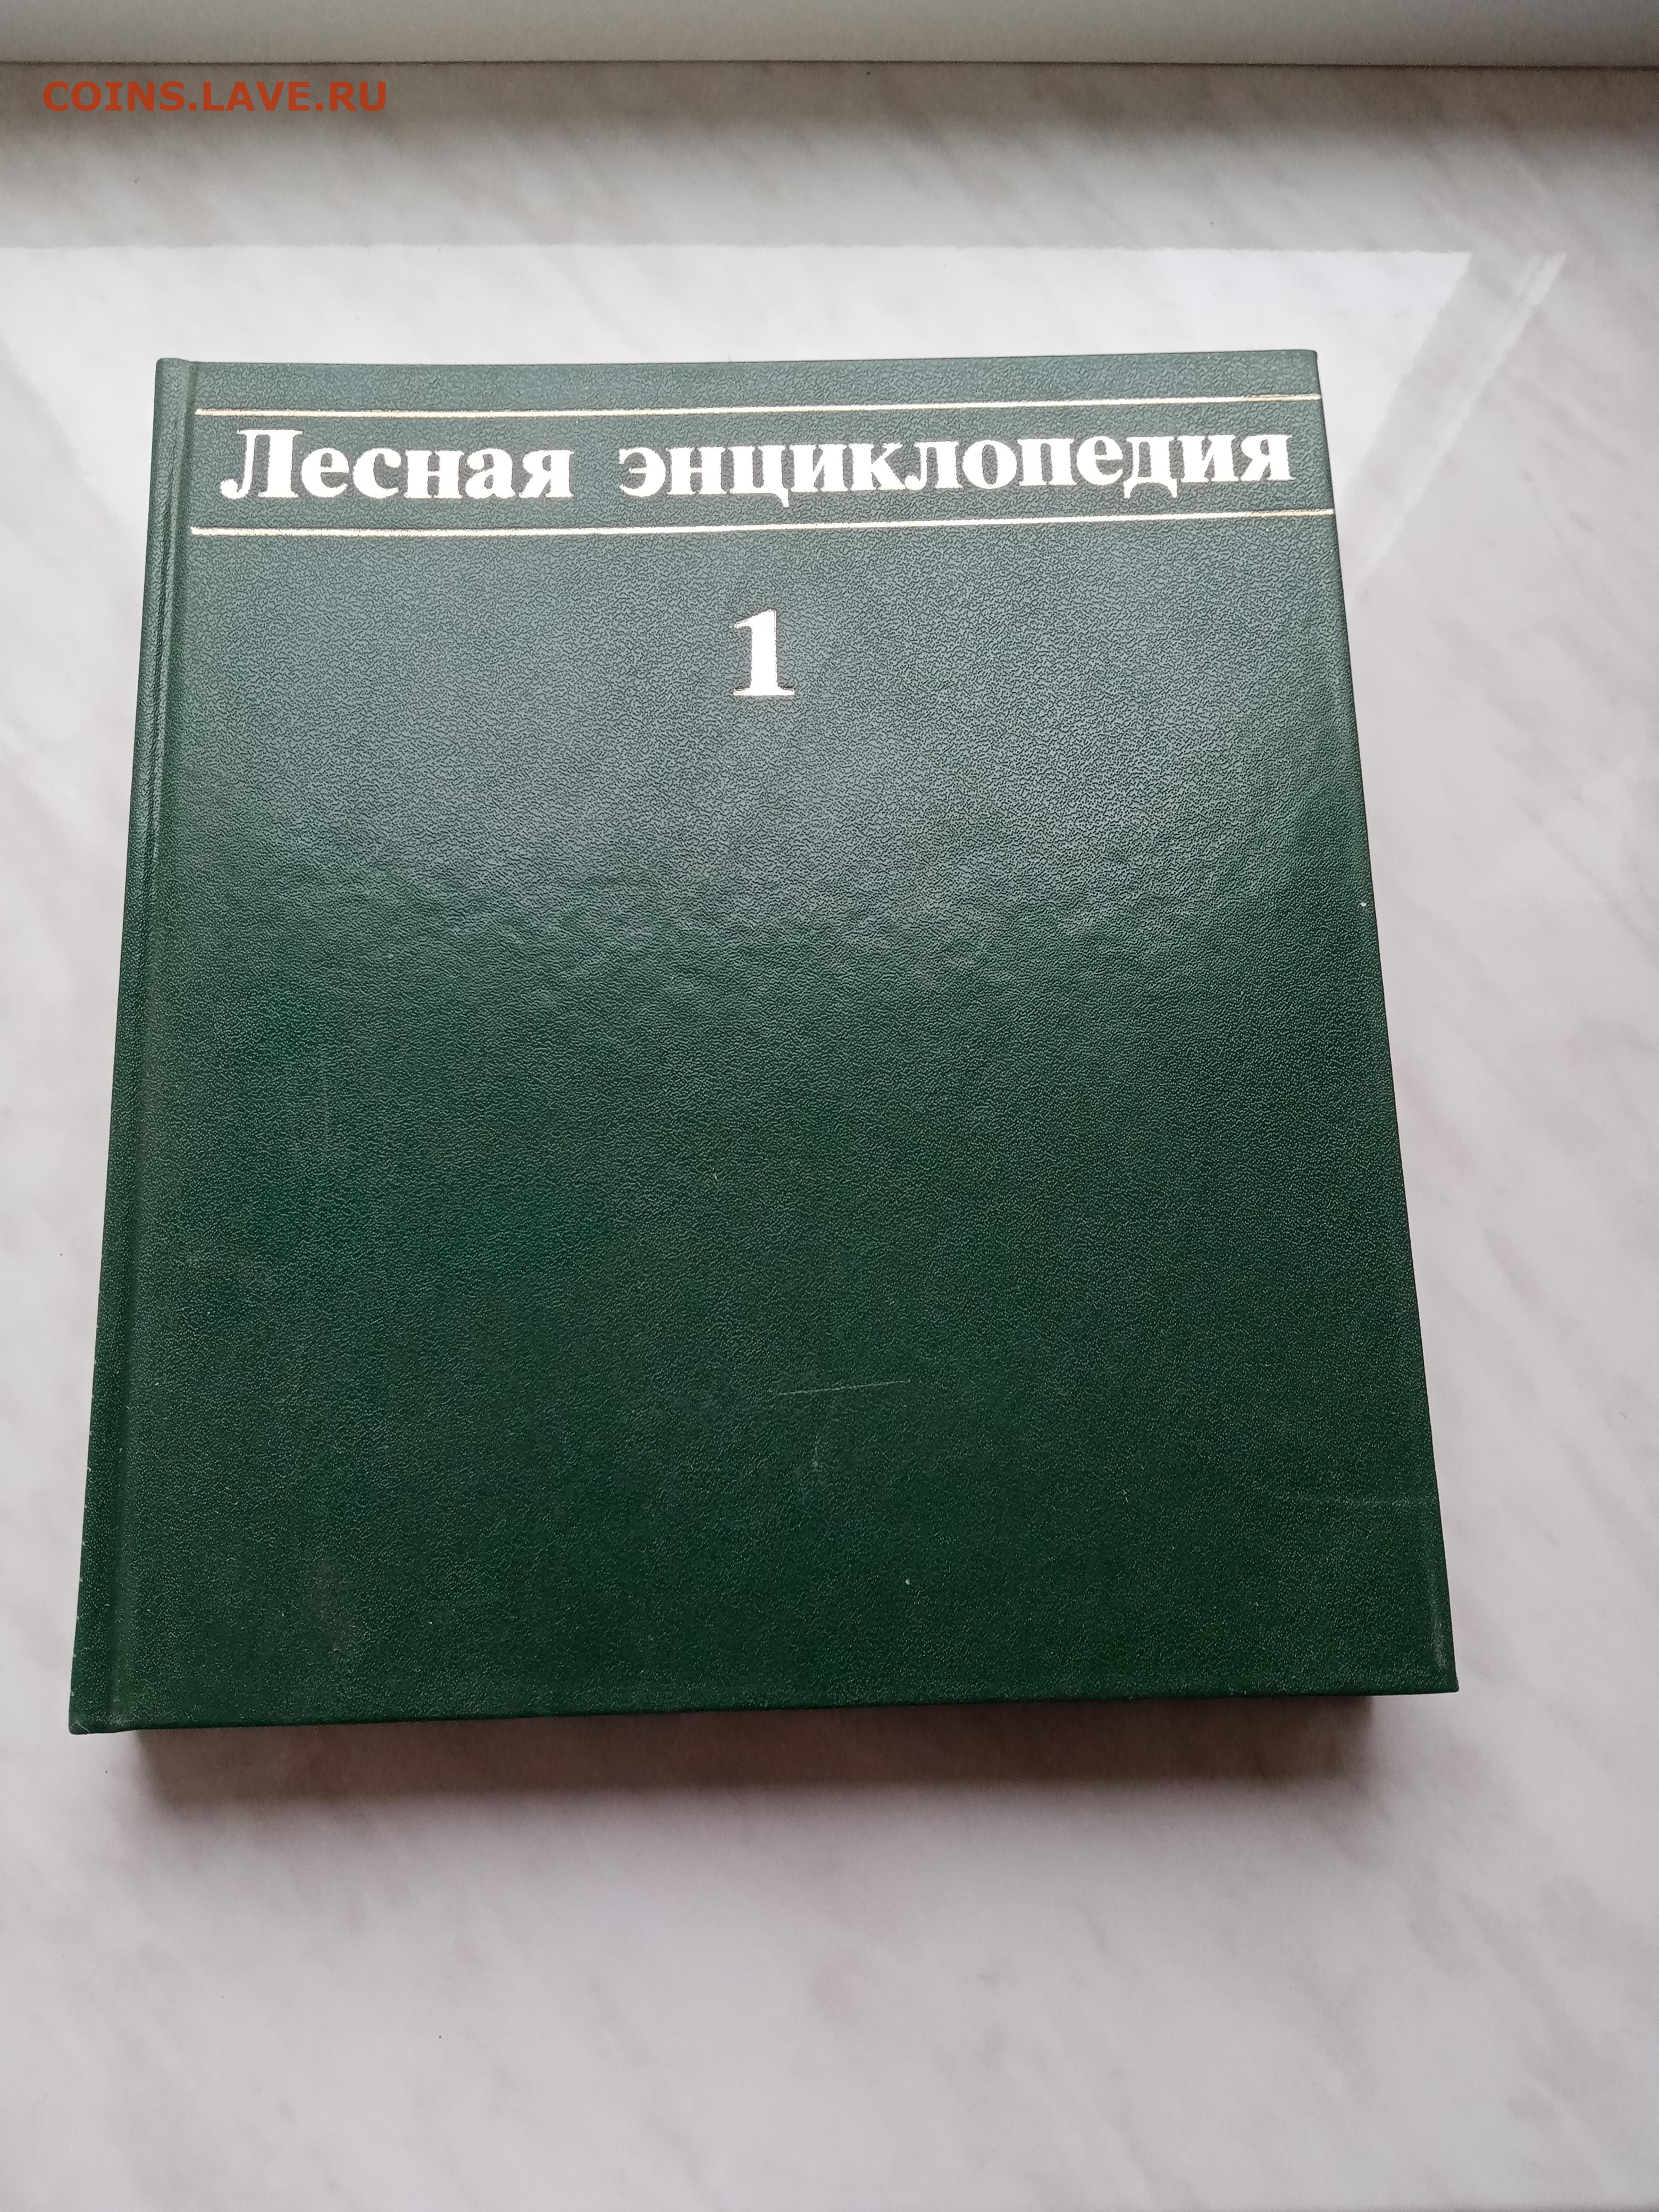 COINS.LAVE.RU
Лесная энциклопедия
1